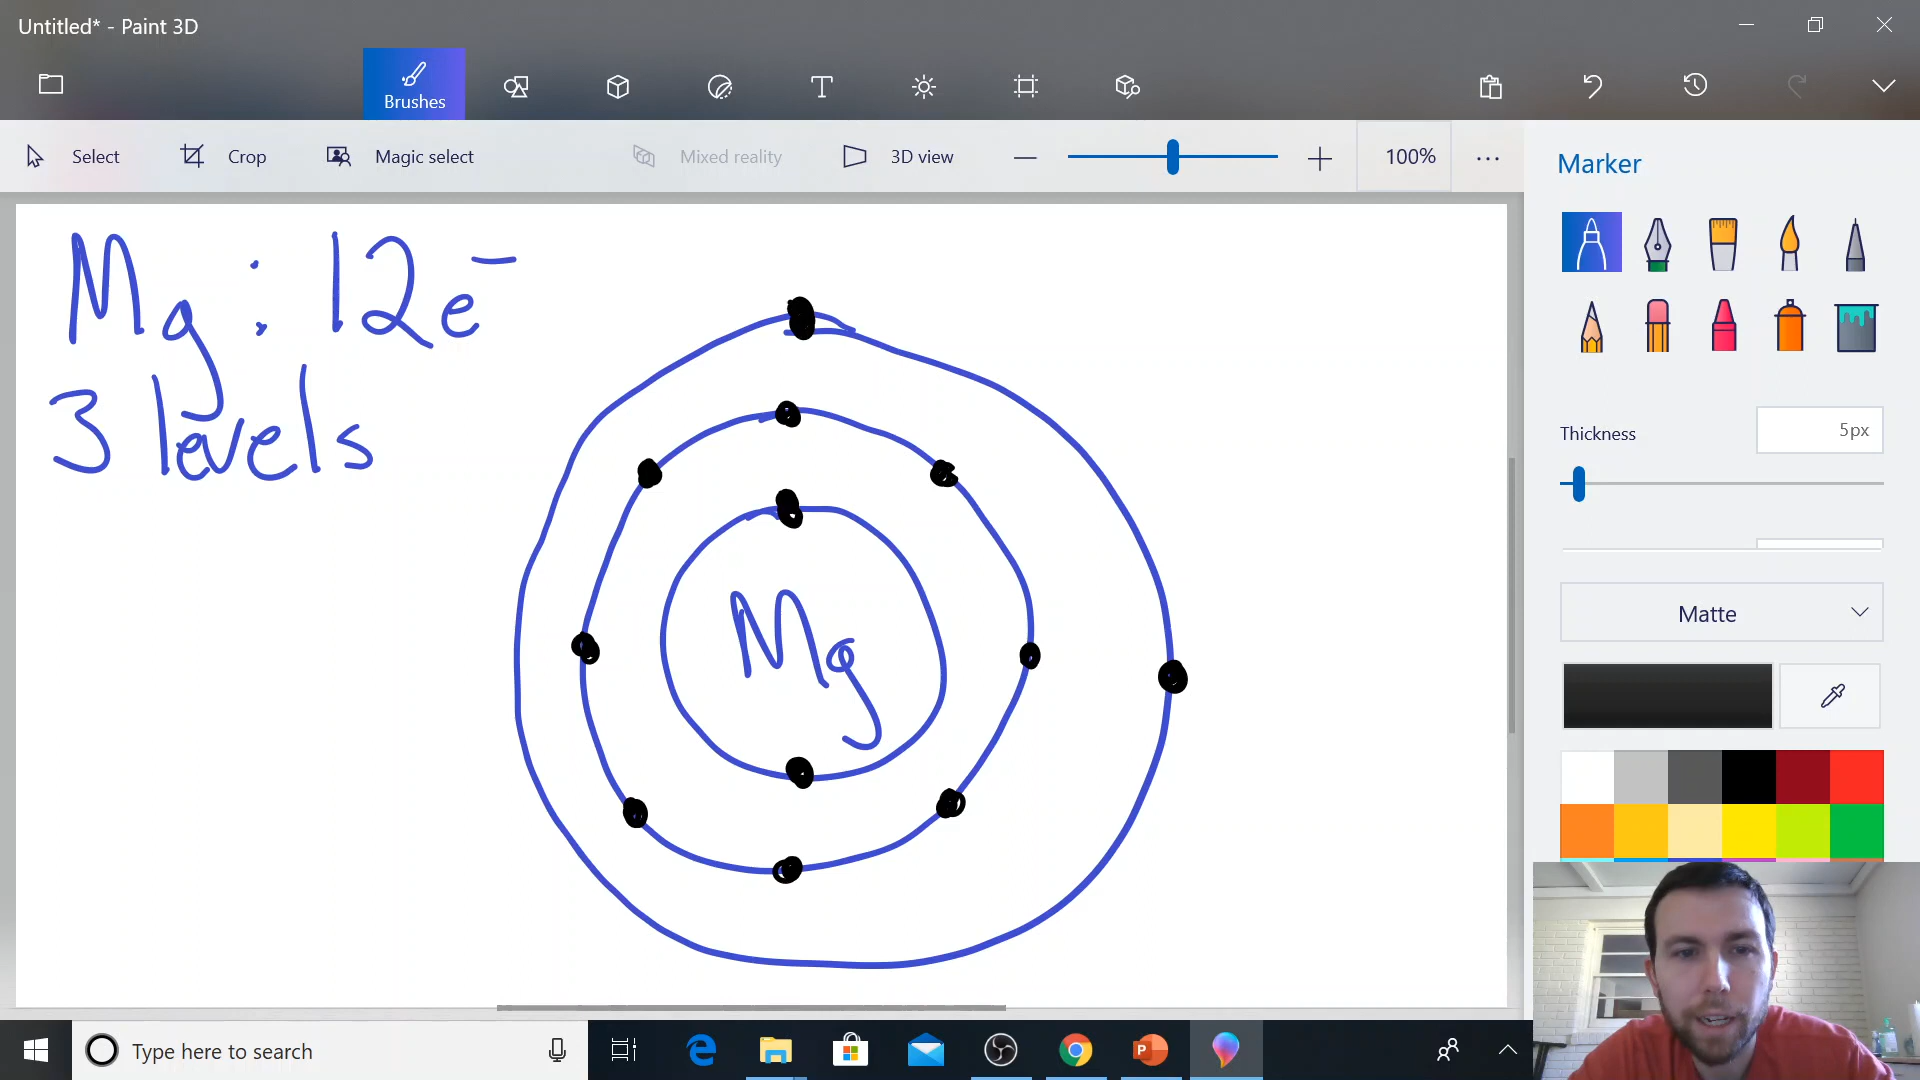 Untitled* - Paint 3D
Brushes
Select Crop Magic select Mixed reality 3D view 100%
Marker
Mg: 12e⁻
3 levels
Mg
Thickness 5px
Matte
Type here to search
P